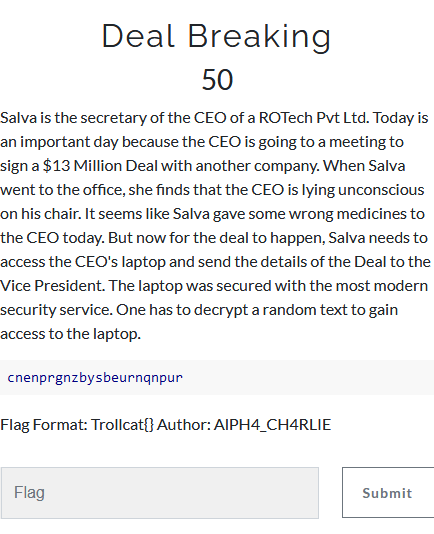 Deal Breaking
50
Salva is the secretary of the CEO of a ROTech Pvt Ltd. Today is
an important day because the CEO is going to a meeting to
sign a $13 Million Deal with another company. When Salva
went to the office, she finds that the CEO is lying unconscious
on his chair. It seems like Salva gave some wrong medicines to
the CEO today. But now for the deal to happen, Salva needs to
access the CEO's laptop and send the details of the Deal to the
Vice President. The laptop was secured with the most modern
security service. One has to decrypt a random text to gain
access to the laptop.
cnenprgnzbysbeurnqnpur
Flag Format: Trollcat{} Author: AlPH4_CH4RLIE
Flag
Submit